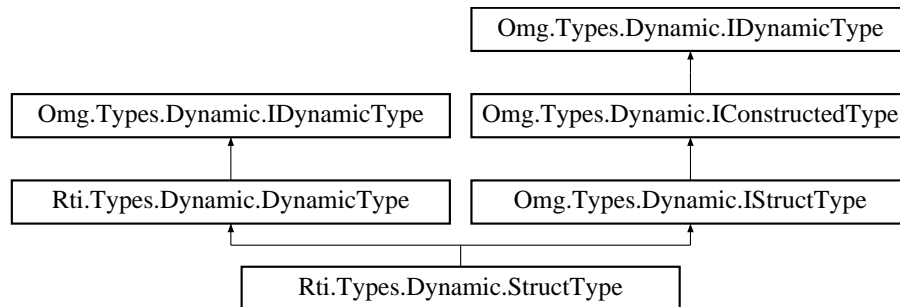 Omg.Types.Dynamic.IDynamicType
Omg.Types.Dynamic.IDynamicType
Omg.Types.Dynamic.IConstructedType
Rti.Types.Dynamic.DynamicType
Omg.Types.Dynamic.IStructType
Rti.Types.Dynamic.StructType